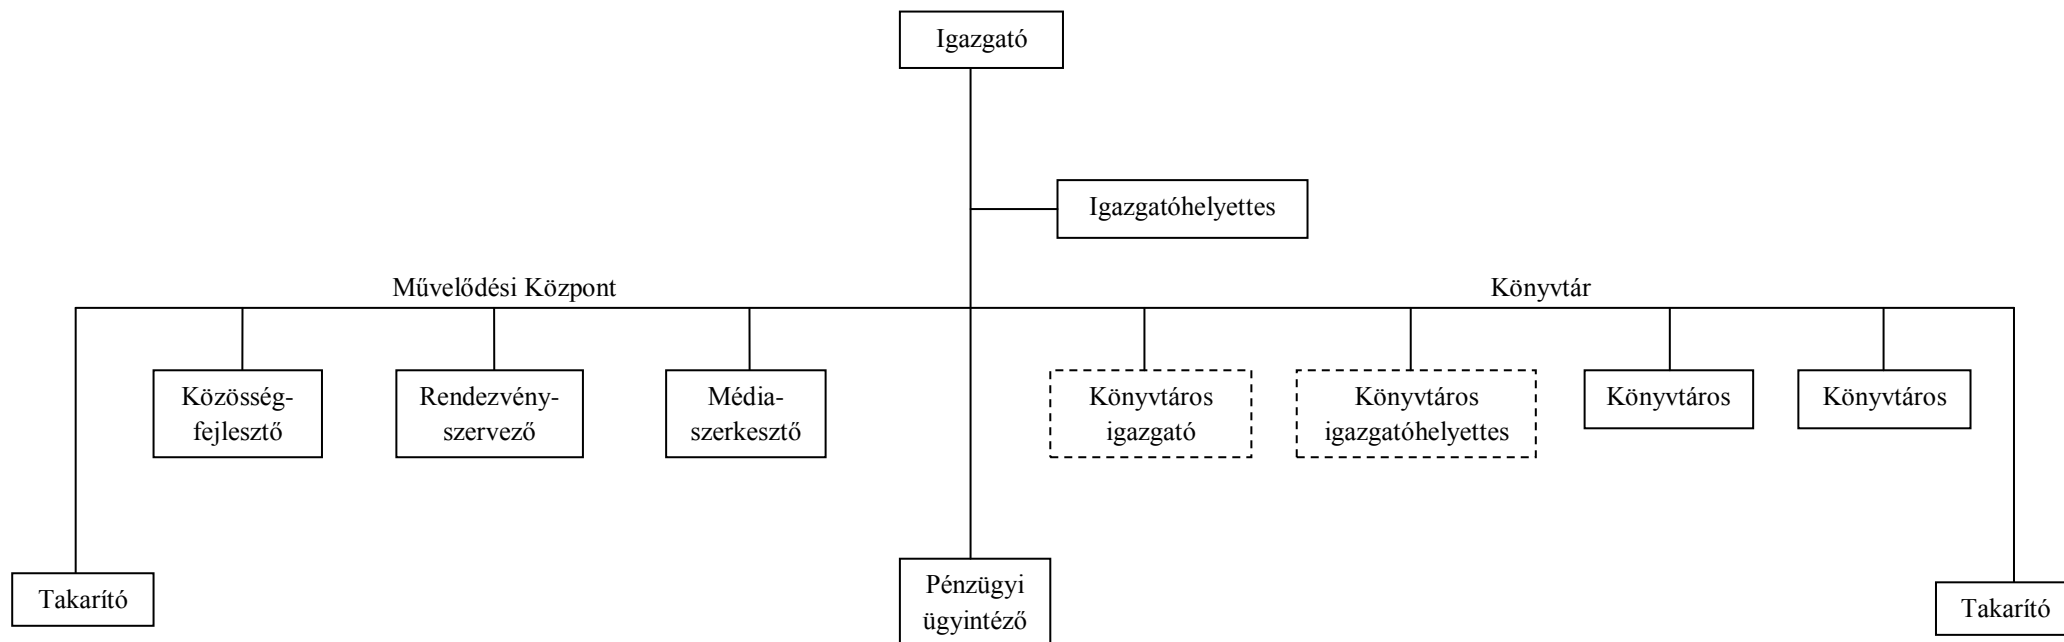 Igazgató
Igazgatóhelyettes
Művelődési Központ
Könyvtár
Közösség-
fejlesztő
Rendezvény-
szervező
Média-
szerkesztő
Könyvtáros
igazgató
Könyvtáros
igazgatóhelyettes
Könyvtáros
Könyvtáros
Takarító
Pénzügyi
ügyintéző
Takarító